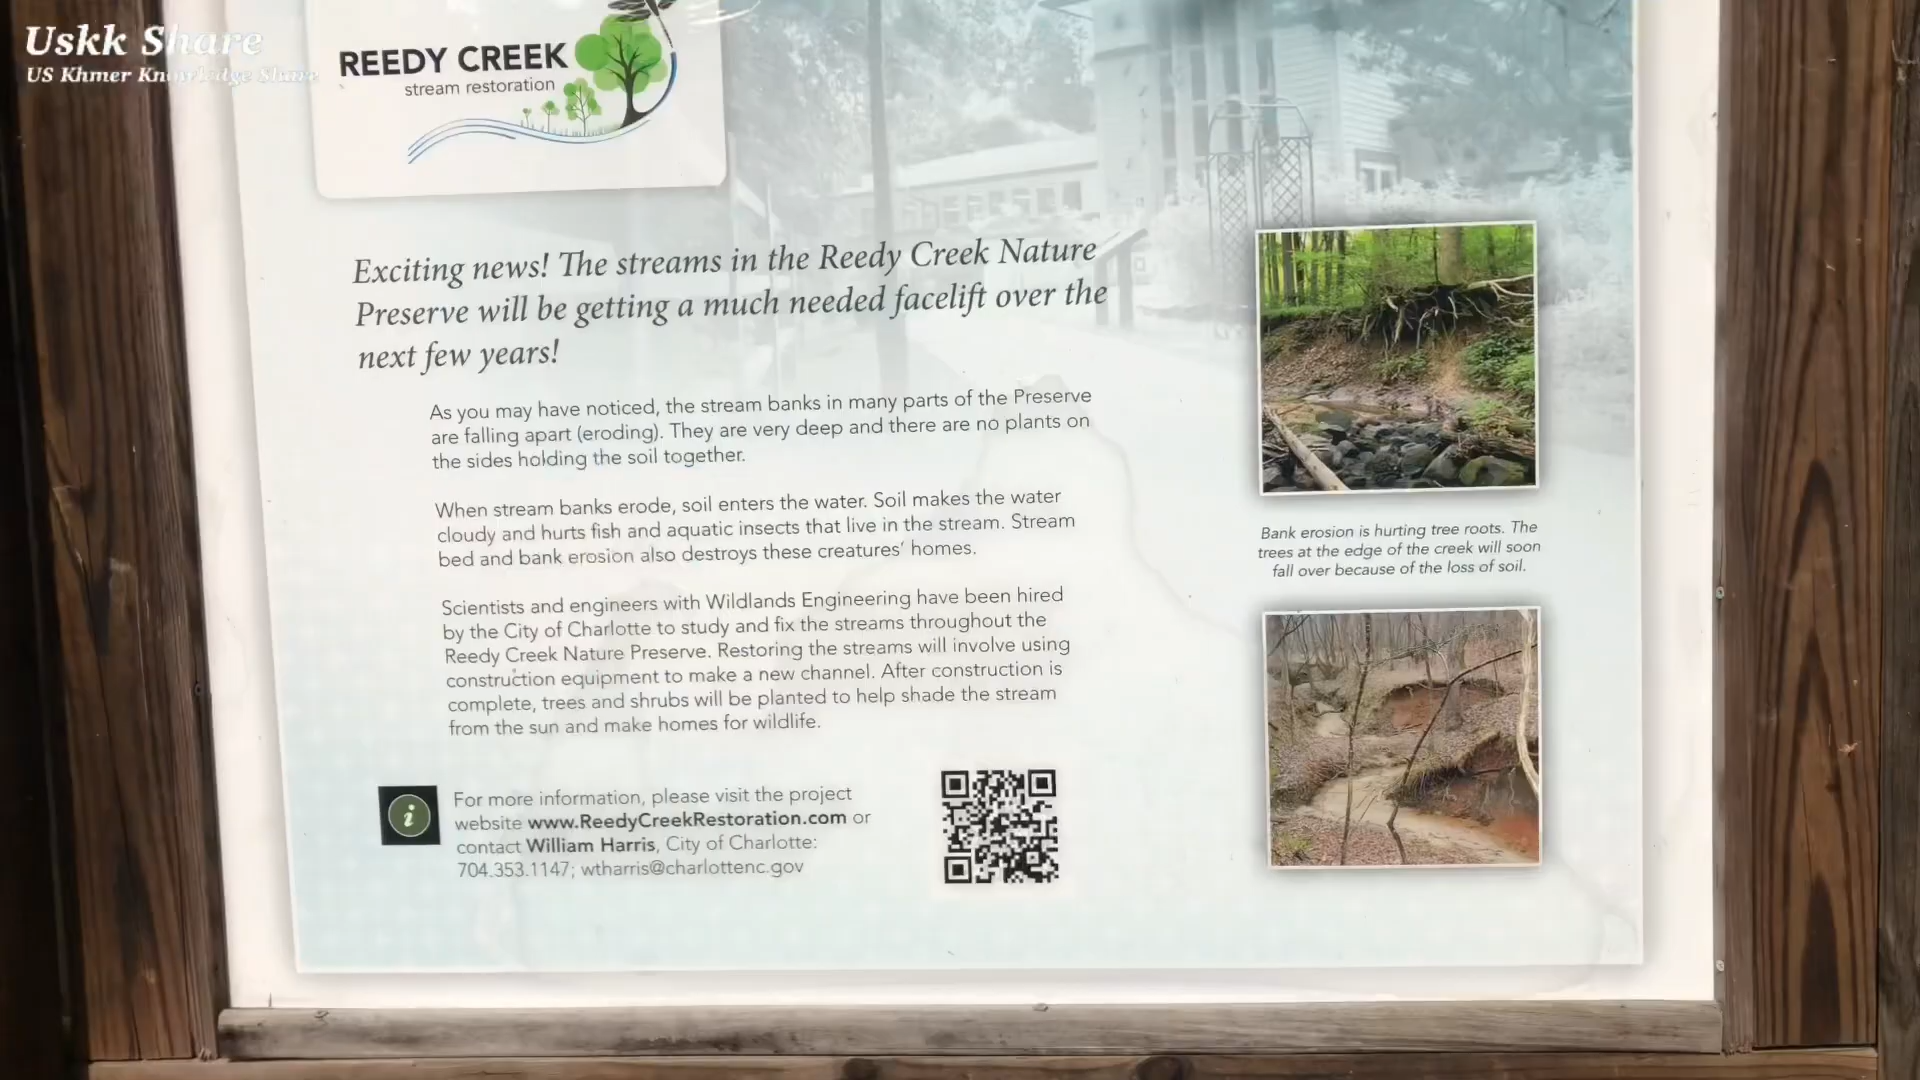 Uskk Share
US Khmer Knowledge Share
REEDY CREEK
stream restoration
Exciting news! The streams in the Reedy Creek Nature
Preserve will be getting a much needed facelift over the
next few years!
As you may have noticed, the stream banks in many parts of the Preserve
are falling apart (eroding). They are very deep and there are no plants on
the sides holding the soil together.
When stream banks erode, soil enters the water. Soil makes the water
cloudy and hurts fish and aquatic insects that live in the stream. Stream
bed and bank erosion also destroys these creatures' homes.
Scientists and engineers with Wildlands Engineering have been hired
by the City of Charlotte to study and fix the streams throughout the
Reedy Creek Nature Preserve. Restoring the streams will involve using
construction equipment to make a new channel. After construction is
complete, trees and shrubs will be planted to help shade the stream
from the sun and make homes for wildlife.
i
For more information, please visit the project
website www.ReedyCreekRestoration.com or
contact William Harris, City of Charlotte:
704.353.1147; wtharris@charlottenc.gov
Bank erosion is hurting tree roots. The
trees at the edge of the creek will soon
fall over because of the loss of soil.